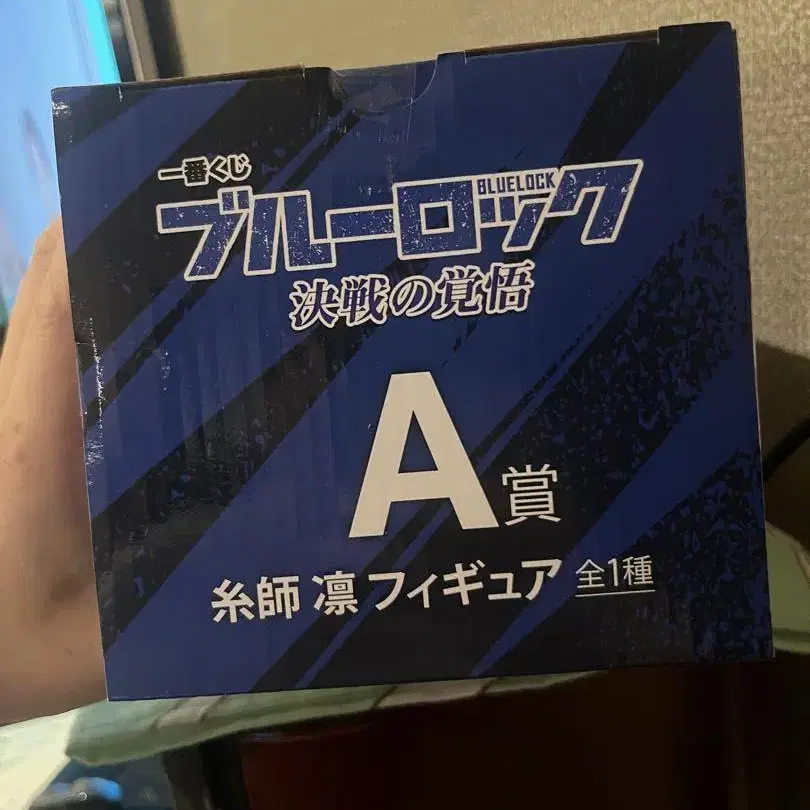 一番くじ
BLUELOCK
ブルーロック
決戦の覚悟
A賞
糸師 凛 フィギュア 全1種